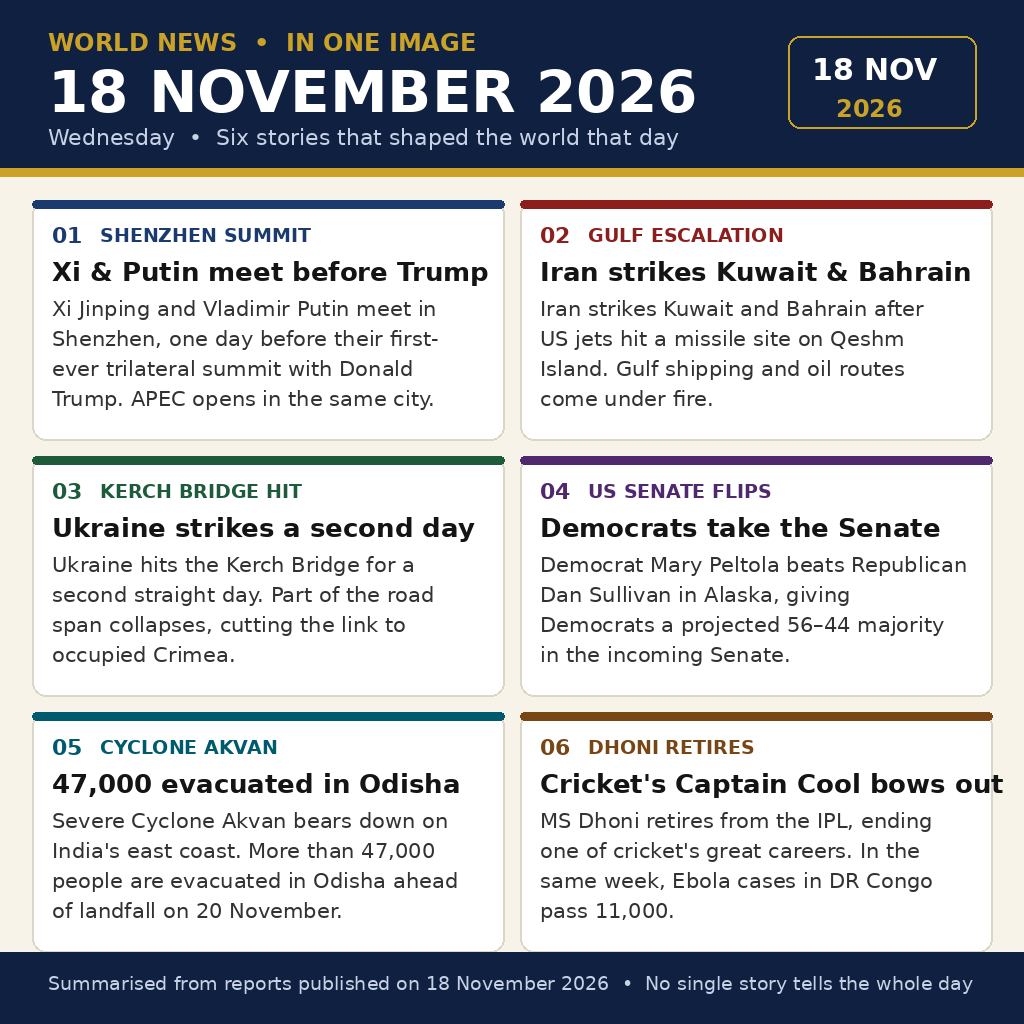 WORLD NEWS • IN ONE IMAGE
18 NOVEMBER 2026
Wednesday • Six stories that shaped the world that day
18 NOV
2026
01 SHENZHEN SUMMIT
Xi & Putin meet before Trump
Xi Jinping and Vladimir Putin meet in
Shenzhen, one day before their first-
ever trilateral summit with Donald
Trump. APEC opens in the same city.
02 GULF ESCALATION
Iran strikes Kuwait & Bahrain
Iran strikes Kuwait and Bahrain after
US jets hit a missile site on Qeshm
Island. Gulf shipping and oil routes
come under fire.
03 KERCH BRIDGE HIT
Ukraine strikes a second day
Ukraine hits the Kerch Bridge for a
second straight day. Part of the road
span collapses, cutting the link to
occupied Crimea.
04 US SENATE FLIPS
Democrats take the Senate
Democrat Mary Peltola beats Republican
Dan Sullivan in Alaska, giving
Democrats a projected 56–44 majority
in the incoming Senate.
05 CYCLONE AKVAN
47,000 evacuated in Odisha
Severe Cyclone Akvan bears down on
India's east coast. More than 47,000
people are evacuated in Odisha ahead
of landfall on 20 November.
06 DHONI RETIRES
Cricket's Captain Cool bows out
MS Dhoni retires from the IPL, ending
one of cricket's great careers. In the
same week, Ebola cases in DR Congo
pass 11,000.
Summarised from reports published on 18 November 2026 • No single story tells the whole day